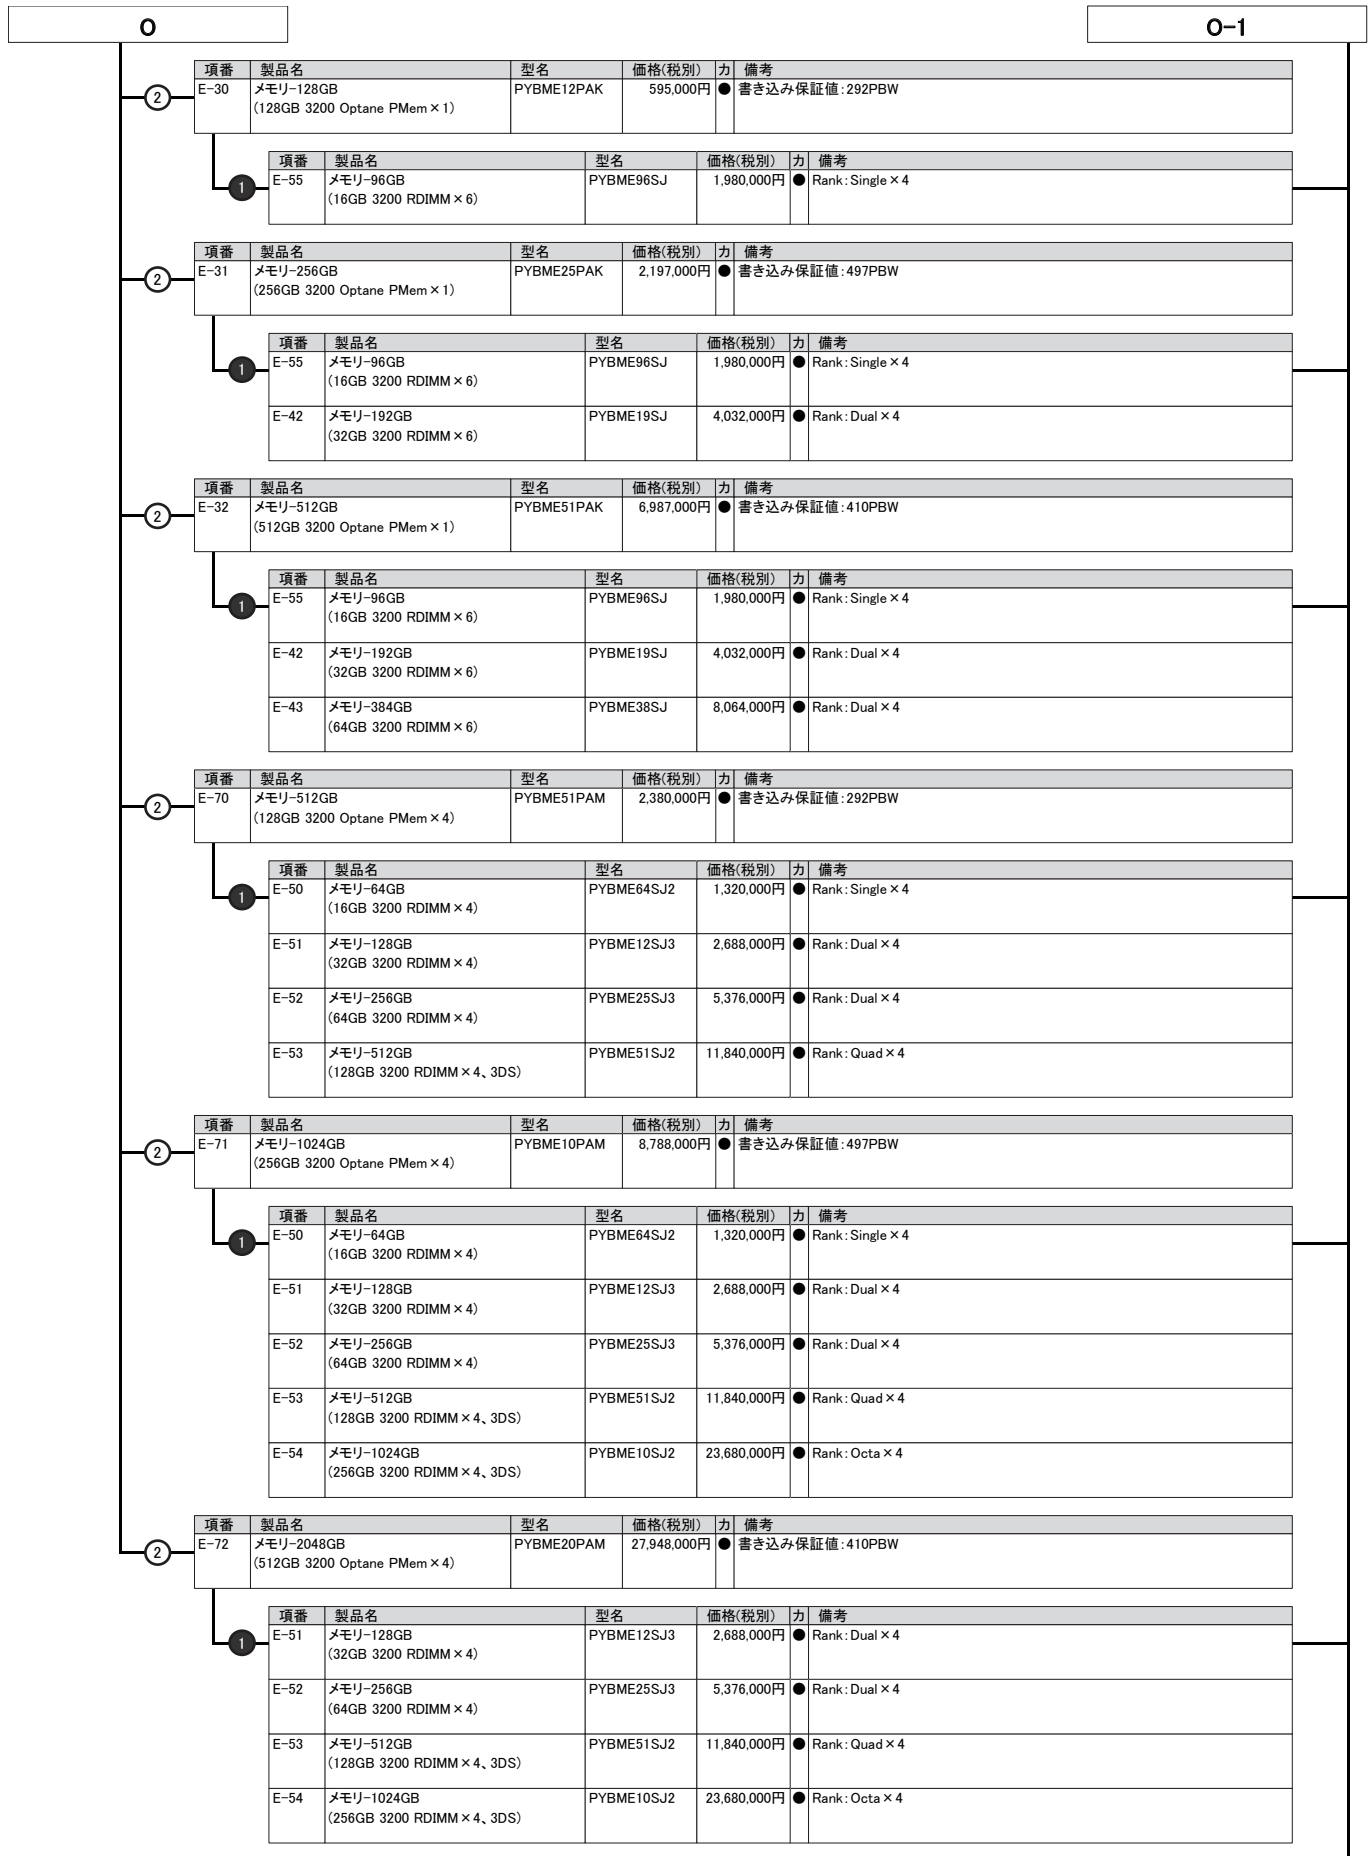 O
O-1
項番 製品名 型名 価格(税別) カ 備考
② E-30 メモリ-128GB PYBME12PAK 595,000円 ● 書き込み保証値:292PBW
(128GB 3200 Optane PMem×1)
項番 製品名 型名 価格(税別) カ 備考
❶ E-55 メモリ-96GB PYBME96SJ 1,980,000円 ● Rank:Single×4
(16GB 3200 RDIMM×6)
項番 製品名 型名 価格(税別) カ 備考
② E-31 メモリ-256GB PYBME25PAK 2,197,000円 ● 書き込み保証値:497PBW
(256GB 3200 Optane PMem×1)
項番 製品名 型名 価格(税別) カ 備考
❶ E-55 メモリ-96GB PYBME96SJ 1,980,000円 ● Rank:Single×4
(16GB 3200 RDIMM×6)
E-42 メモリ-192GB PYBME19SJ 4,032,000円 ● Rank:Dual×4
(32GB 3200 RDIMM×6)
項番 製品名 型名 価格(税別) カ 備考
② E-32 メモリ-512GB PYBME51PAK 6,987,000円 ● 書き込み保証値:410PBW
(512GB 3200 Optane PMem×1)
項番 製品名 型名 価格(税別) カ 備考
❶ E-55 メモリ-96GB PYBME96SJ 1,980,000円 ● Rank:Single×4
(16GB 3200 RDIMM×6)
E-42 メモリ-192GB PYBME19SJ 4,032,000円 ● Rank:Dual×4
(32GB 3200 RDIMM×6)
E-43 メモリ-384GB PYBME38SJ 8,064,000円 ● Rank:Dual×4
(64GB 3200 RDIMM×6)
項番 製品名 型名 価格(税別) カ 備考
② E-70 メモリ-512GB PYBME51PAM 2,380,000円 ● 書き込み保証値:292PBW
(128GB 3200 Optane PMem×4)
項番 製品名 型名 価格(税別) カ 備考
❶ E-50 メモリ-64GB PYBME64SJ2 1,320,000円 ● Rank:Single×4
(16GB 3200 RDIMM×4)
E-51 メモリ-128GB PYBME12SJ3 2,688,000円 ● Rank:Dual×4
(32GB 3200 RDIMM×4)
E-52 メモリ-256GB PYBME25SJ3 5,376,000円 ● Rank:Dual×4
(64GB 3200 RDIMM×4)
E-53 メモリ-512GB PYBME51SJ2 11,840,000円 ● Rank:Quad×4
(128GB 3200 RDIMM×4、3DS)
項番 製品名 型名 価格(税別) カ 備考
② E-71 メモリ-1024GB PYBME10PAM 8,788,000円 ● 書き込み保証値:497PBW
(256GB 3200 Optane PMem×4)
項番 製品名 型名 価格(税別) カ 備考
❶ E-50 メモリ-64GB PYBME64SJ2 1,320,000円 ● Rank:Single×4
(16GB 3200 RDIMM×4)
E-51 メモリ-128GB PYBME12SJ3 2,688,000円 ● Rank:Dual×4
(32GB 3200 RDIMM×4)
E-52 メモリ-256GB PYBME25SJ3 5,376,000円 ● Rank:Dual×4
(64GB 3200 RDIMM×4)
E-53 メモリ-512GB PYBME51SJ2 11,840,000円 ● Rank:Quad×4
(128GB 3200 RDIMM×4、3DS)
E-54 メモリ-1024GB PYBME10SJ2 23,680,000円 ● Rank:Octa×4
(256GB 3200 RDIMM×4、3DS)
項番 製品名 型名 価格(税別) カ 備考
② E-72 メモリ-2048GB PYBME20PAM 27,948,000円 ● 書き込み保証値:410PBW
(512GB 3200 Optane PMem×4)
項番 製品名 型名 価格(税別) カ 備考
❶ E-51 メモリ-128GB PYBME12SJ3 2,688,000円 ● Rank:Dual×4
(32GB 3200 RDIMM×4)
E-52 メモリ-256GB PYBME25SJ3 5,376,000円 ● Rank:Dual×4
(64GB 3200 RDIMM×4)
E-53 メモリ-512GB PYBME51SJ2 11,840,000円 ● Rank:Quad×4
(128GB 3200 RDIMM×4、3DS)
E-54 メモリ-1024GB PYBME10SJ2 23,680,000円 ● Rank:Octa×4
(256GB 3200 RDIMM×4、3DS)